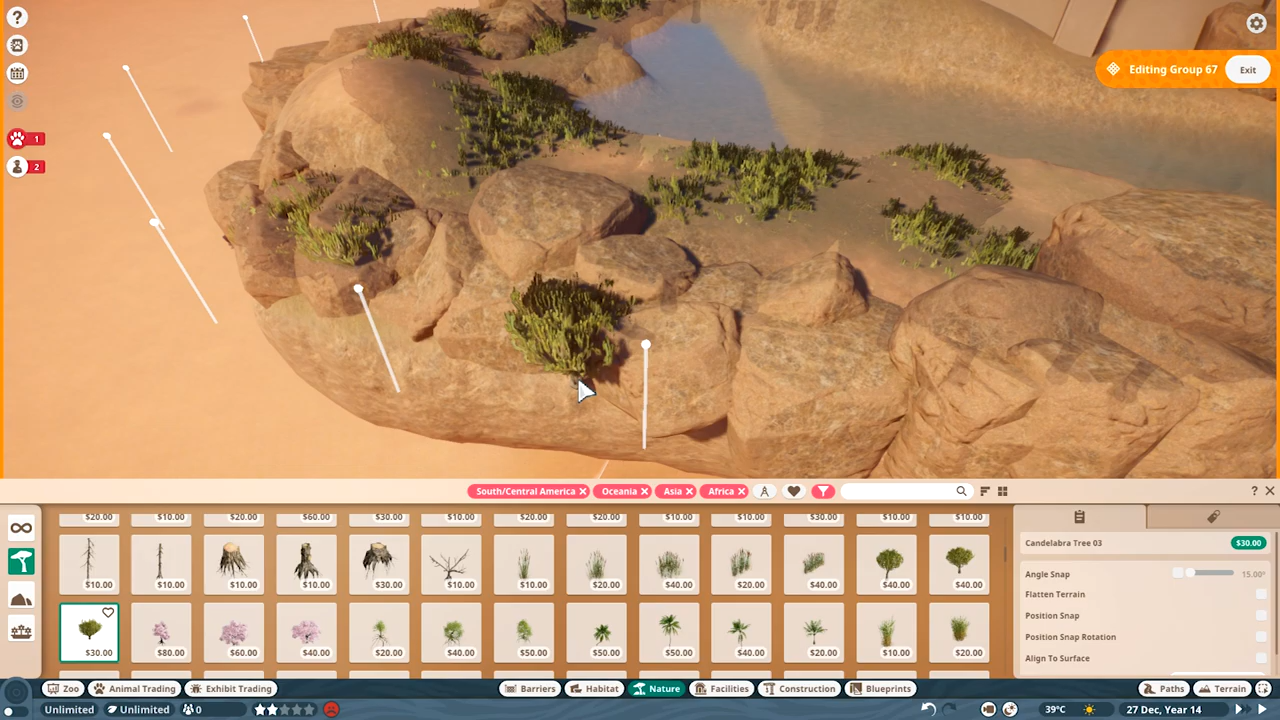 ?
Editing Group 67
Exit
1
2
South/Central America ✕
Oceania ✕
Asia ✕
Africa ✕
? ✕
$20.00 $10.00 $20.00 $60.00 $30.00 $10.00 $20.00 $20.00 $10.00 $10.00 $30.00 $10.00 $10.00
$10.00 $10.00 $10.00 $10.00 $30.00 $10.00 $10.00 $20.00 $40.00 $20.00 $40.00 $40.00 $40.00
$30.00 $80.00 $60.00 $40.00 $20.00 $40.00 $50.00 $50.00 $50.00 $40.00 $20.00 $10.00 $20.00
Candelabra Tree 03 $30.00
Angle Snap 15.00°
Flatten Terrain
Position Snap
Position Snap Rotation
Align To Surface
Zoo Animal Trading Exhibit Trading Barriers Habitat Nature Facilities Construction Blueprints Paths Terrain
Unlimited Unlimited 0 39°C 27 Dec, Year 14